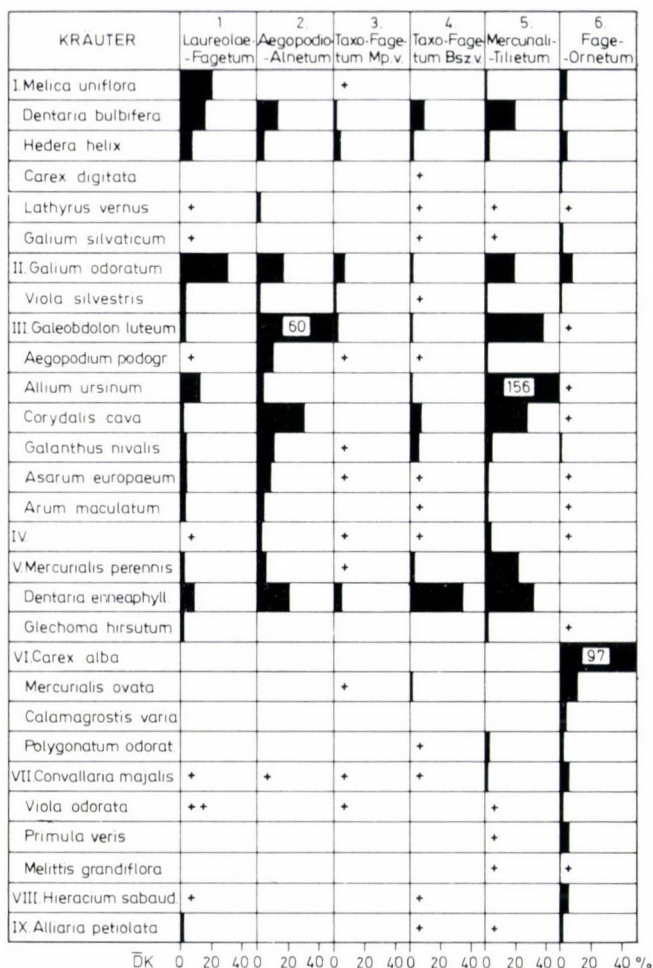 KRÄUTER
1
Laureolae-
-Fagetum
2.
Aegopodio-
-Alnetum
3.
Taxo-Fage-
tum Mp.v.
4.
Taxo-Fage-
tum Bsz.v.
5.
Mercunali-
-Tilietum
6.
Fage-
-Ornetum
I.Melica uniflora +
Dentaria bulbifera
Hedera helix
Carex digitata +
Lathyrus vernus + + + +
Galium silvaticum + + +
II.Galium odoratum
Viola silvestris +
III.Galeobdolon luteum 60 +
Aegopodium podogr. + + +
Allium ursinum 156 +
Corydalis cava +
Galanthus nivalis +
Asarum europaeum + + +
Arum maculatum + +
IV + + + +
V.Mercurialis perennis +
Dentaria enneaphyll.
Glechoma hirsutum +
VI.Carex alba 97
Mercurialis ovata +
Calamagrostis varia
Polygonatum odorat. +
VII.Convallaria majalis + + + +
Viola odorata ++ + +
Primula veris +
Melittis grandiflora + +
VIII.Hieracium sabaud. + +
IX.Alliaria petiolata + +
DK 0 20 40 0 20 40 0 20 40 0 20 40 0 20 40 0 20 40 %